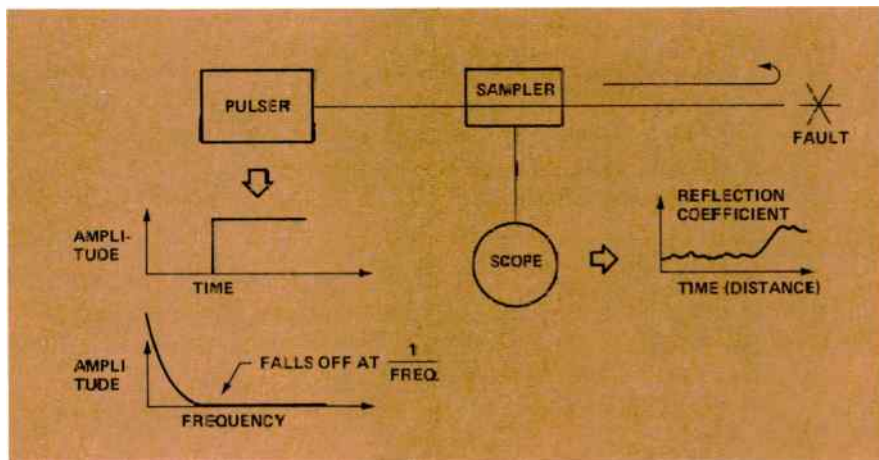 PULSER
SAMPLER
FAULT
AMPLI-
TUDE
TIME
SCOPE
REFLECTION
COEFFICIENT
TIME (DISTANCE)
AMPLI-
TUDE
FALLS OFF AT 1
FREQ.
FREQUENCY